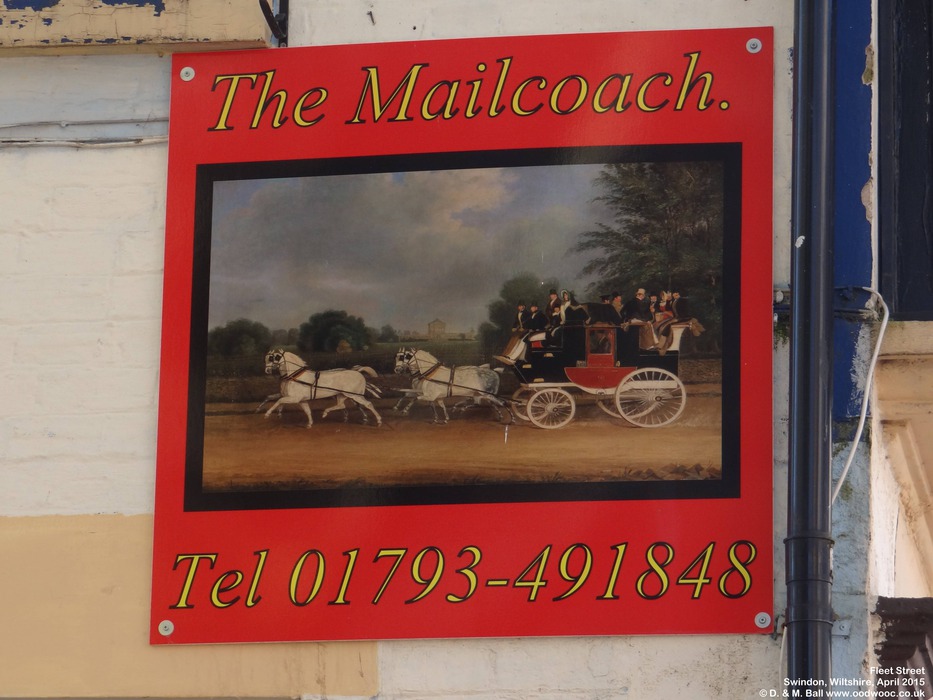 The Mailcoach.
Tel 01793-491848
Fleet Street
Swindon, Wiltshire, April 2015
© D. & M. Ball www.oodwooc.co.uk